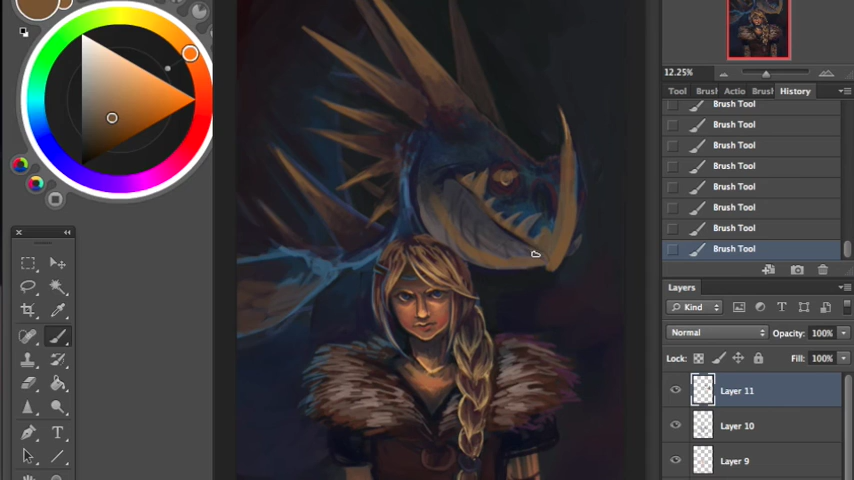 12.25%
Tool Brush Actio Brush History
Brush Tool
Brush Tool
Brush Tool
Brush Tool
Brush Tool
Brush Tool
Brush Tool
Brush Tool
Layers
Kind
Normal Opacity: 100%
Lock: Fill: 100%
Layer 11
Layer 10
Layer 9